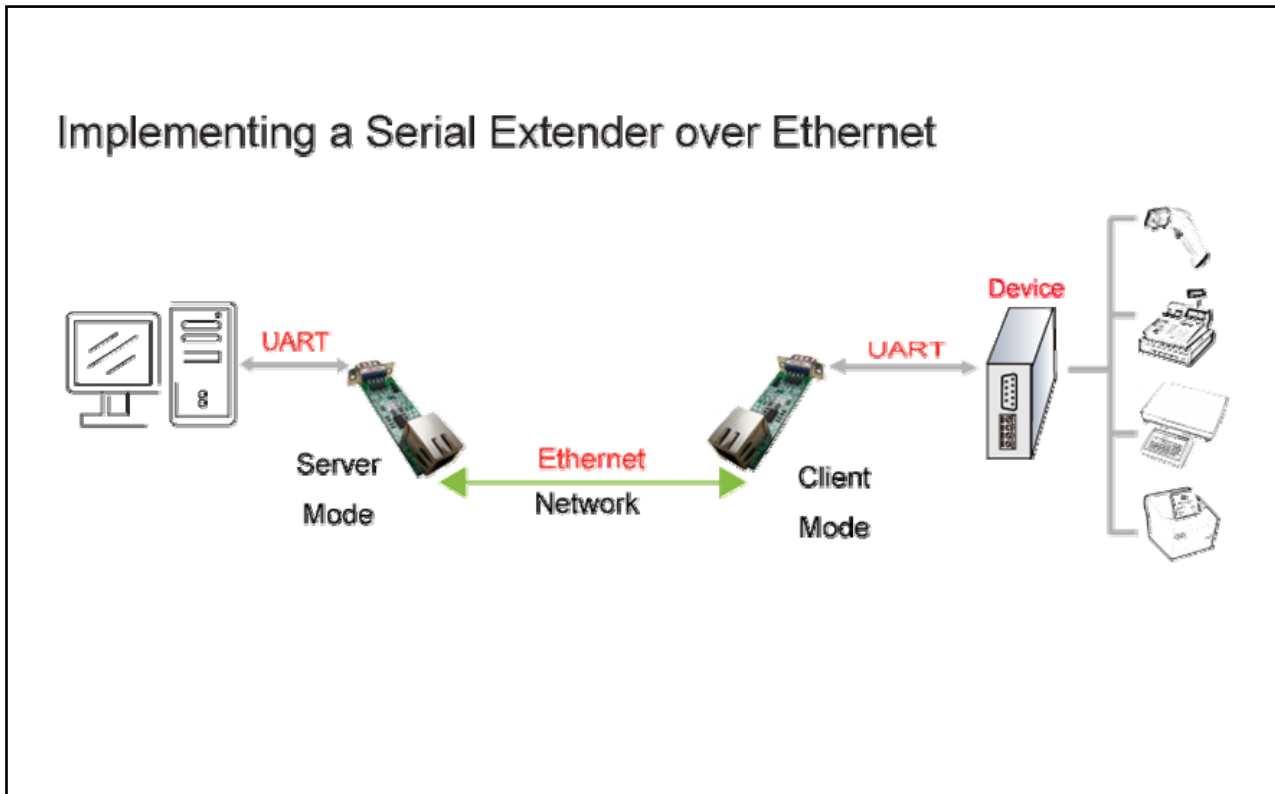 Implementing a Serial Extender over Ethernet
Device
UART
UART
Server
Mode
Ethernet
Network
Client
Mode